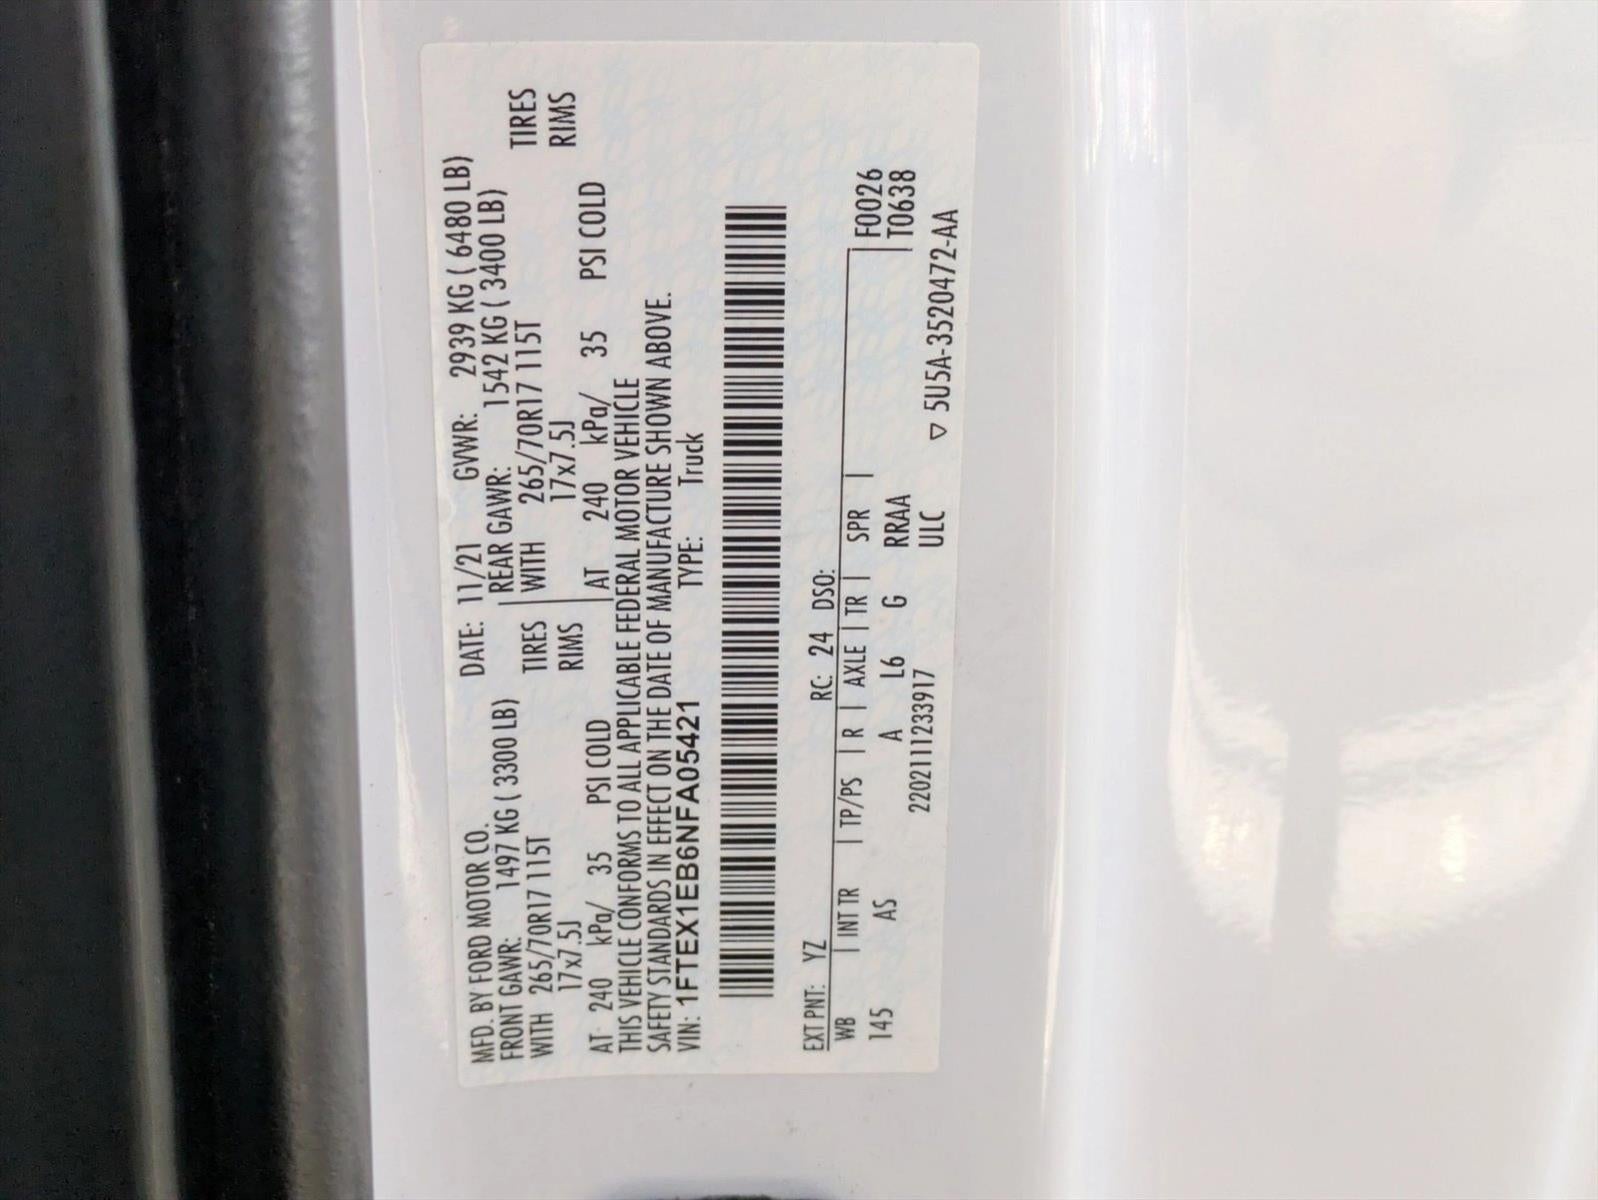 MFD. BY FORD MOTOR CO.
DATE: 11/21 GVWR: 2939 KG ( 6480 LB)
FRONT GAWR: 1497 KG ( 3300 LB)
REAR GAWR: 1542 KG ( 3400 LB)
WITH 265/70R17 115T TIRES
WITH 265/70R17 115T TIRES
17x7.5J RIMS
17x7.5J RIMS
AT 240 kPa/ 35 PSI COLD
AT 240 kPa/ 35 PSI COLD
THIS VEHICLE CONFORMS TO ALL APPLICABLE FEDERAL MOTOR VEHICLE
SAFETY STANDARDS IN EFFECT ON THE DATE OF MANUFACTURE SHOWN ABOVE.
VIN: 1FTEX1EB6NFA05421 TYPE: Truck
EXT PNT: YZ RC: 24 DSO:
WB | INT TR | TP/PS | R | AXLE | TR | SPR | F0026
145 AS A L6 G RRAA T0638
2202111233917 ULC ▽ 5U5A-3520472-AA